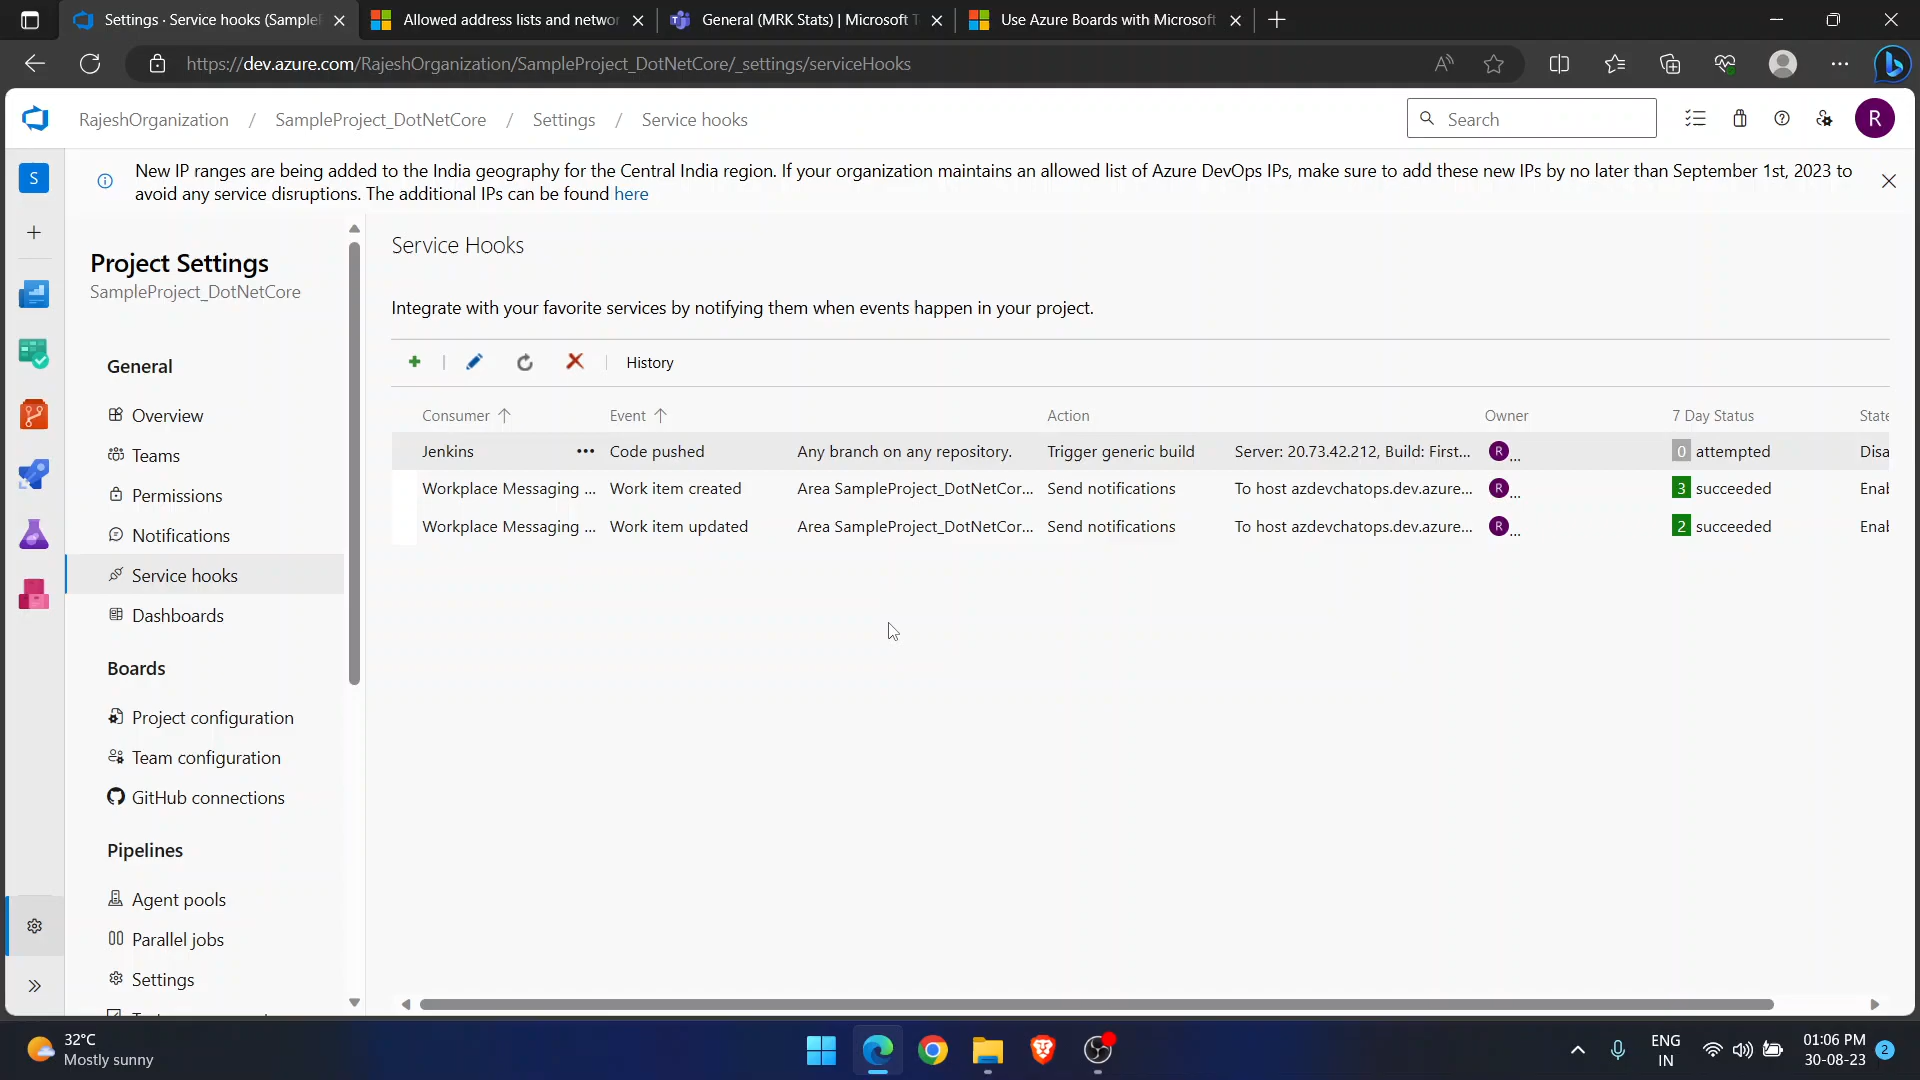 Settings · Service hooks (Sample
Allowed address lists and networ
General (MRK Stats) | Microsoft T
Use Azure Boards with Microsoft
https://dev.azure.com/RajeshOrganization/SampleProject_DotNetCore/_settings/serviceHooks
RajeshOrganization / SampleProject_DotNetCore / Settings / Service hooks
Search
R
S
New IP ranges are being added to the India geography for the Central India region. If your organization maintains an allowed list of Azure DevOps IPs, make sure to add these new IPs by no later than September 1st, 2023 to
avoid any service disruptions. The additional IPs can be found here
Project Settings
SampleProject_DotNetCore
General
Overview
Teams
Permissions
Notifications
Service hooks
Dashboards
Boards
Project configuration
Team configuration
GitHub connections
Pipelines
Agent pools
Parallel jobs
Settings
Service Hooks
Integrate with your favorite services by notifying them when events happen in your project.
History
Consumer Event Action Owner 7 Day Status State
Jenkins ••• Code pushed Any branch on any repository. Trigger generic build Server: 20.73.42.212, Build: First... R ... 0 attempted Disa
Workplace Messaging ... Work item created Area SampleProject_DotNetCor... Send notifications To host azdevchatops.dev.azure... R ... 3 succeeded Enab
Workplace Messaging ... Work item updated Area SampleProject_DotNetCor... Send notifications To host azdevchatops.dev.azure... R ... 2 succeeded Enab
32°C
Mostly sunny
ENG
IN
01:06 PM
30-08-23
2